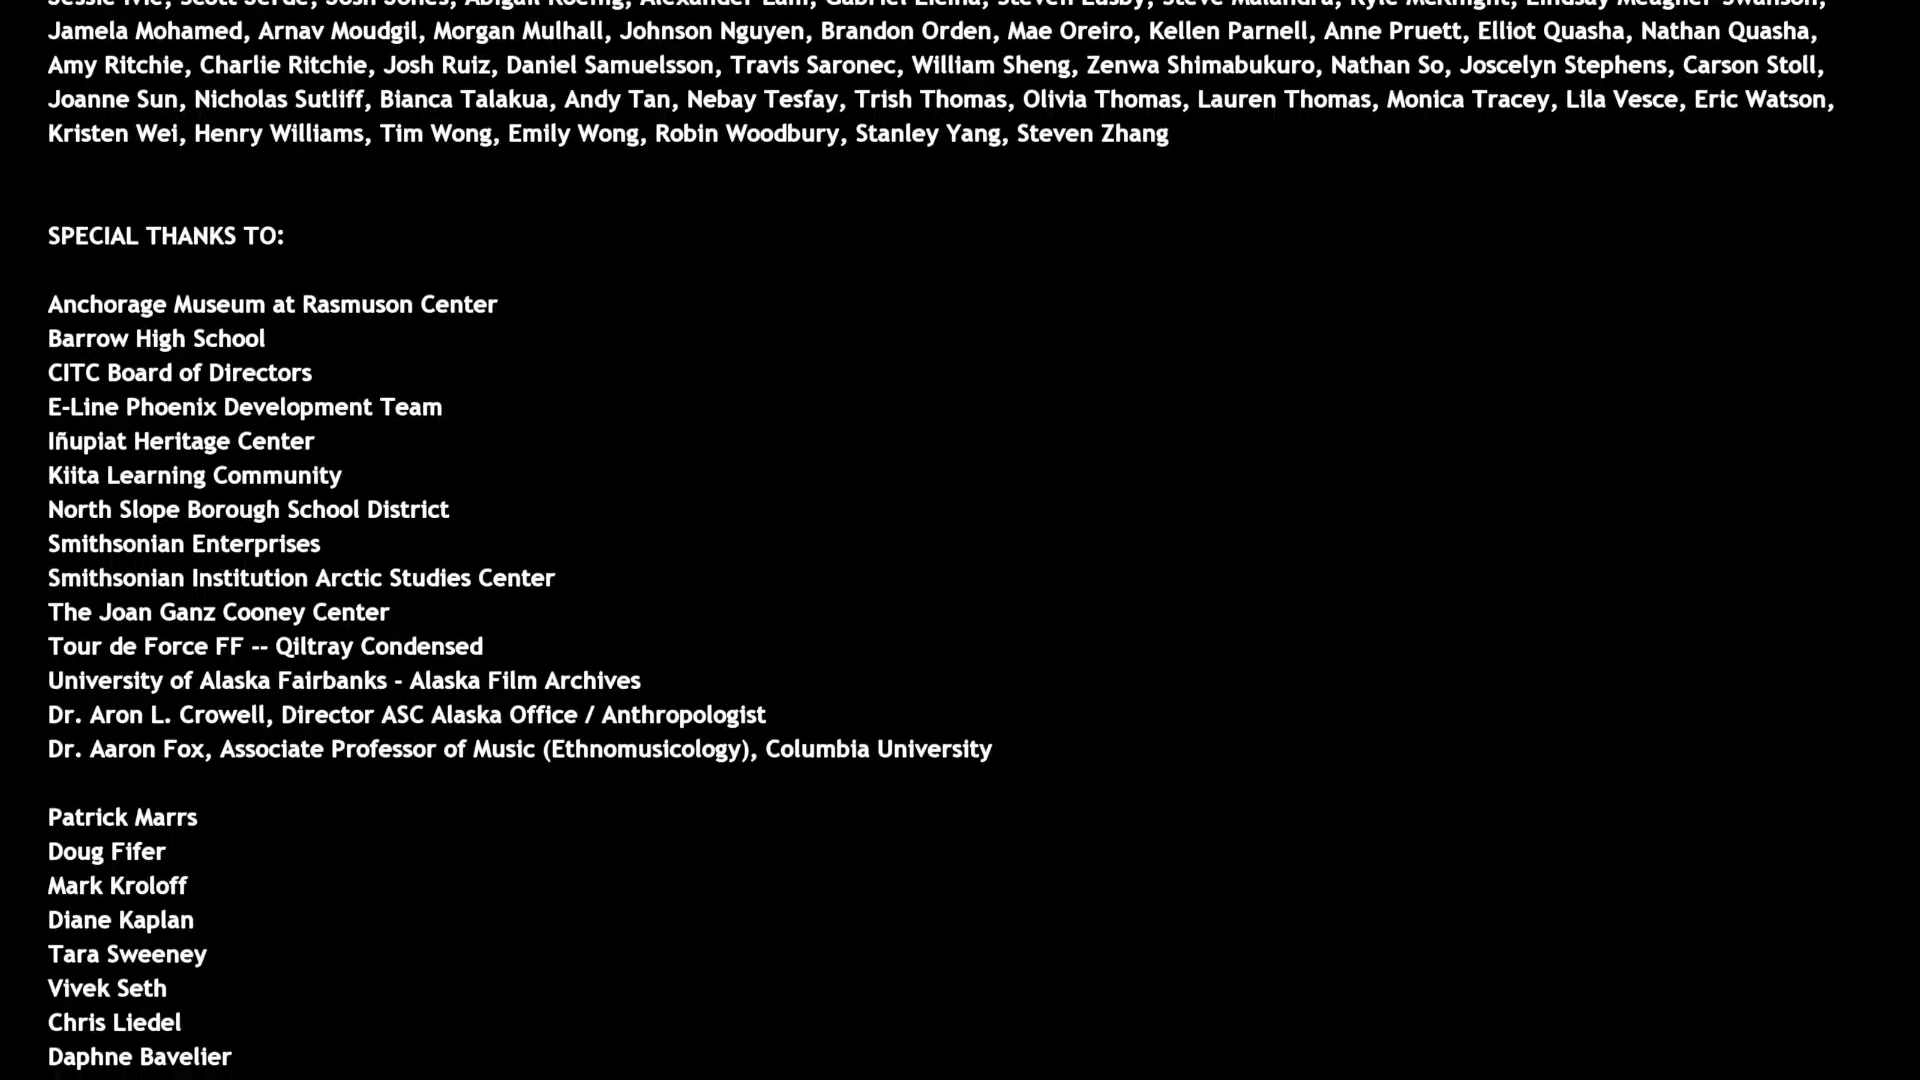 Jamela Mohamed, Arnav Moudgil, Morgan Mulhall, Johnson Nguyen, Brandon Orden, Mae Oreiro, Kellen Parnell, Anne Pruett, Elliot Quasha, Nathan Quasha,
Amy Ritchie, Charlie Ritchie, Josh Ruiz, Daniel Samuelsson, Travis Saronec, William Sheng, Zenwa Shimabukuro, Nathan So, Joscelyn Stephens, Carson Stoll,
Joanne Sun, Nicholas Sutliff, Bianca Talakua, Andy Tan, Nebay Tesfay, Trish Thomas, Olivia Thomas, Lauren Thomas, Monica Tracey, Lila Vesce, Eric Watson,
Kristen Wei, Henry Williams, Tim Wong, Emily Wong, Robin Woodbury, Stanley Yang, Steven Zhang
SPECIAL THANKS TO:
Anchorage Museum at Rasmuson Center
Barrow High School
CITC Board of Directors
E-Line Phoenix Development Team
Iñupiat Heritage Center
Kiita Learning Community
North Slope Borough School District
Smithsonian Enterprises
Smithsonian Institution Arctic Studies Center
The Joan Ganz Cooney Center
Tour de Force FF -- Qiltray Condensed
University of Alaska Fairbanks - Alaska Film Archives
Dr. Aron L. Crowell, Director ASC Alaska Office / Anthropologist
Dr. Aaron Fox, Associate Professor of Music (Ethnomusicology), Columbia University
Patrick Marrs
Doug Fifer
Mark Kroloff
Diane Kaplan
Tara Sweeney
Vivek Seth
Chris Liedel
Daphne Bavelier